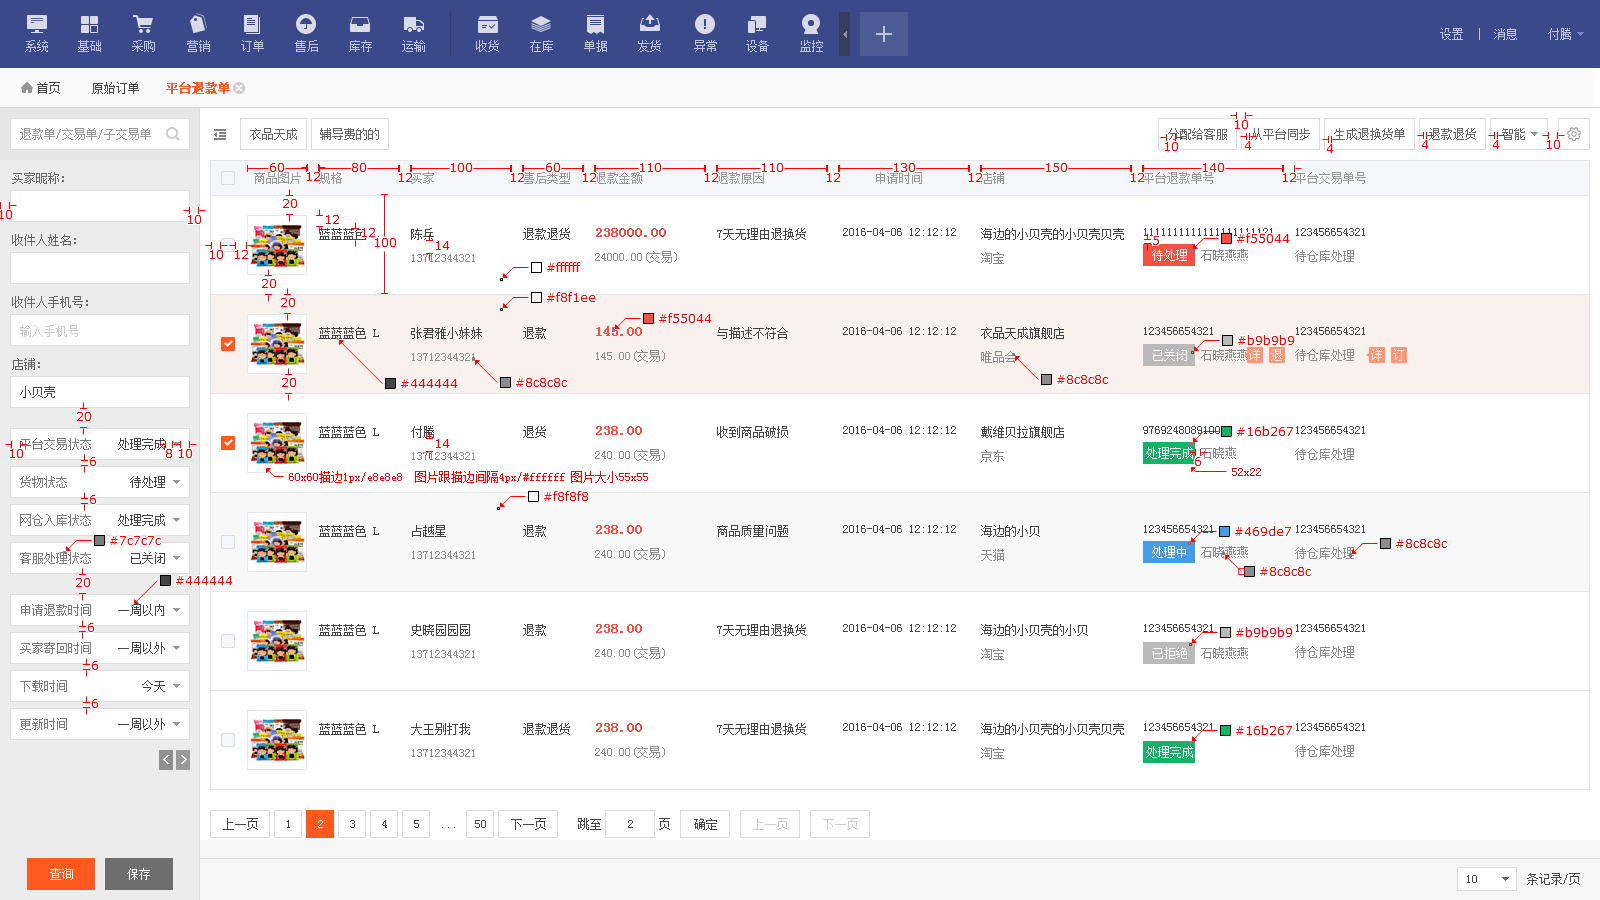 系统 基础 采购 营销 订单 售后 库存 运输 收货 在库 单据 发货 异常 设备 监控 设置 消息 付腾
首页 原始订单 平台退款单
退款单/交易单/子交易单 衣品天成 辅导费的的 分配给客服 从平台同步 生成退换货单 退款退货 智能
10 10 4 4 4 4 10
60 80 100 60 110 110 130 150 140
12 12 12 12 12 12 12 12 12
商品图片 规格 买家 售后类型 退款金额 退款原因 申请时间 店铺 平台退款单号 平台交易单号
买家昵称:
10 10
收件人姓名:
收件人手机号:
输入手机号
店铺:
小贝壳
20
平台交易状态 处理完成
10 8 10
6
货物状态 待处理
6
网仓入库状态 处理完成
#7c7c7c
客服处理状态 已关闭
20
#444444
申请退款时间 一周以内
6
买家寄回时间 一周以外
6
下载时间 今天
6
更新时间 一周以外
查询 保存
20 12 12 100 14 10 12 20
蓝蓝蓝色 陈岳 退款退货 238000.00 7天无理由退换货 2016-04-06 12:12:12 海边的小贝壳的小贝壳贝壳 123456654321
5 #f55044
24000.00(交易) 淘宝 待处理 石晓燕燕 待仓库处理
#ffffff
20 #f8f1ee
#f55044
蓝蓝蓝色 L 张君雅小妹妹 退款 145.00 与描述不符合 衣品天成旗舰店 123456654321 123456654321
2016-04-06 12:12:12
#b9b9b9
13712344321 145.00(交易) 唯品会 已关闭 石晓燕燕 详 退 待仓库处理 详 订
20 #444444 #8c8c8c #8c8c8c
蓝蓝蓝色 L 付腾 退货 238.00 收到商品破损 2016-04-06 12:12:12 戴维贝拉旗舰店 123456654321
14 #16b267
240.00(交易) 京东 处理完成 石晓燕 待仓库处理
6
60x60描边1px/e8e8e8 图片跟描边间隔4px/#ffffff 图片大小55x55 52x22
#f8f8f8
蓝蓝蓝色 L 占越星 退款 238.00 商品质量问题 2016-04-06 12:12:12 海边的小贝 123456654321 #469de7 123456654321
13712344321 240.00(交易) 天猫 处理中 石晓燕燕 待仓库处理 #8c8c8c
#8c8c8c
蓝蓝蓝色 L 史晓园园园 退款 238.00 7天无理由退换货 2016-04-06 12:12:12 海边的小贝壳的小贝 123456654321 #b9b9b9 123456654321
13712344321 240.00(交易) 淘宝 已拒绝 石晓燕燕 待仓库处理
蓝蓝蓝色 L 大王别打我 退款退货 238.00 7天无理由退换货 2016-04-06 12:12:12 海边的小贝壳的小贝壳贝壳 123456654321 #16b267 123456654321
13712344321 240.00(交易) 淘宝 处理完成 待仓库处理
上一页 1 2 3 4 5 ... 50 下一页 跳至 2 页 确定 上一页 下一页
10 条记录/页